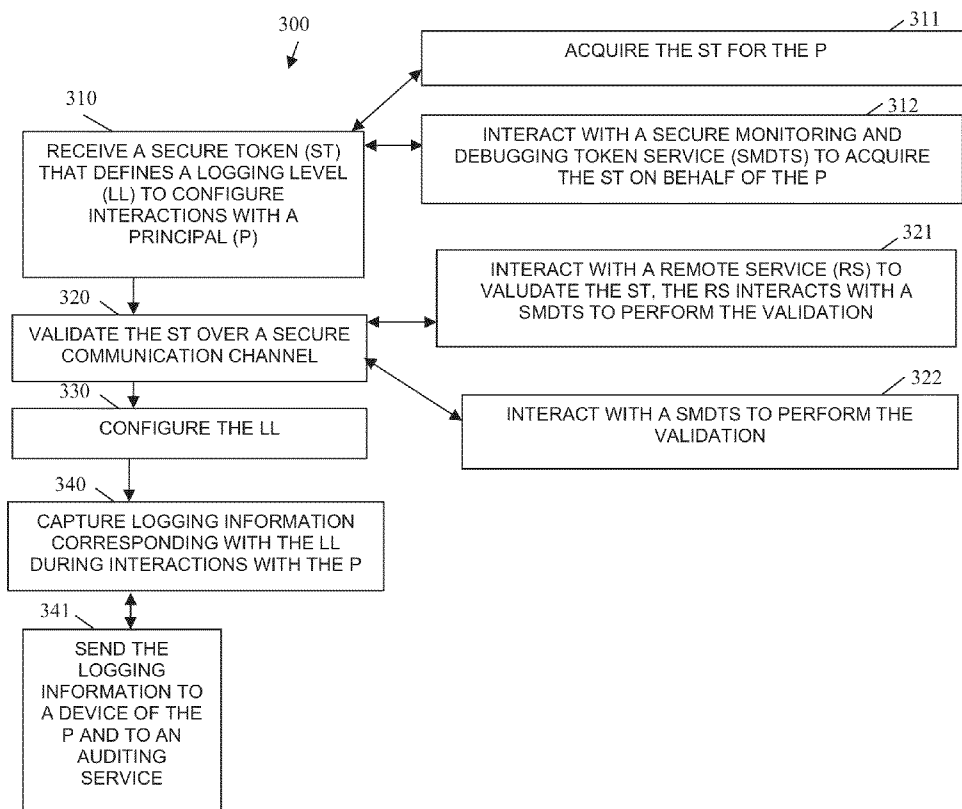 300
311
ACQUIRE THE ST FOR THE P
310
312
RECEIVE A SECURE TOKEN (ST)
THAT DEFINES A LOGGING LEVEL
(LL) TO CONFIGURE
INTERACTIONS WITH A
PRINCIPAL (P)
INTERACT WITH A SECURE MONITORING AND
DEBUGGING TOKEN SERVICE (SMDTS) TO ACQUIRE
THE ST ON BEHALF OF THE P
321
INTERACT WITH A REMOTE SERVICE (RS) TO
VALUDATE THE ST, THE RS INTERACTS WITH A
SMDTS TO PERFORM THE VALIDATION
320
VALIDATE THE ST OVER A SECURE
COMMUNICATION CHANNEL
322
INTERACT WITH A SMDTS TO PERFORM THE
VALIDATION
330
CONFIGURE THE LL
340
CAPTURE LOGGING INFORMATION
CORRESPONDING WITH THE LL
DURING INTERACTIONS WITH THE P
341
SEND THE
LOGGING
INFORMATION TO
A DEVICE OF THE
P AND TO AN
AUDITING
SERVICE